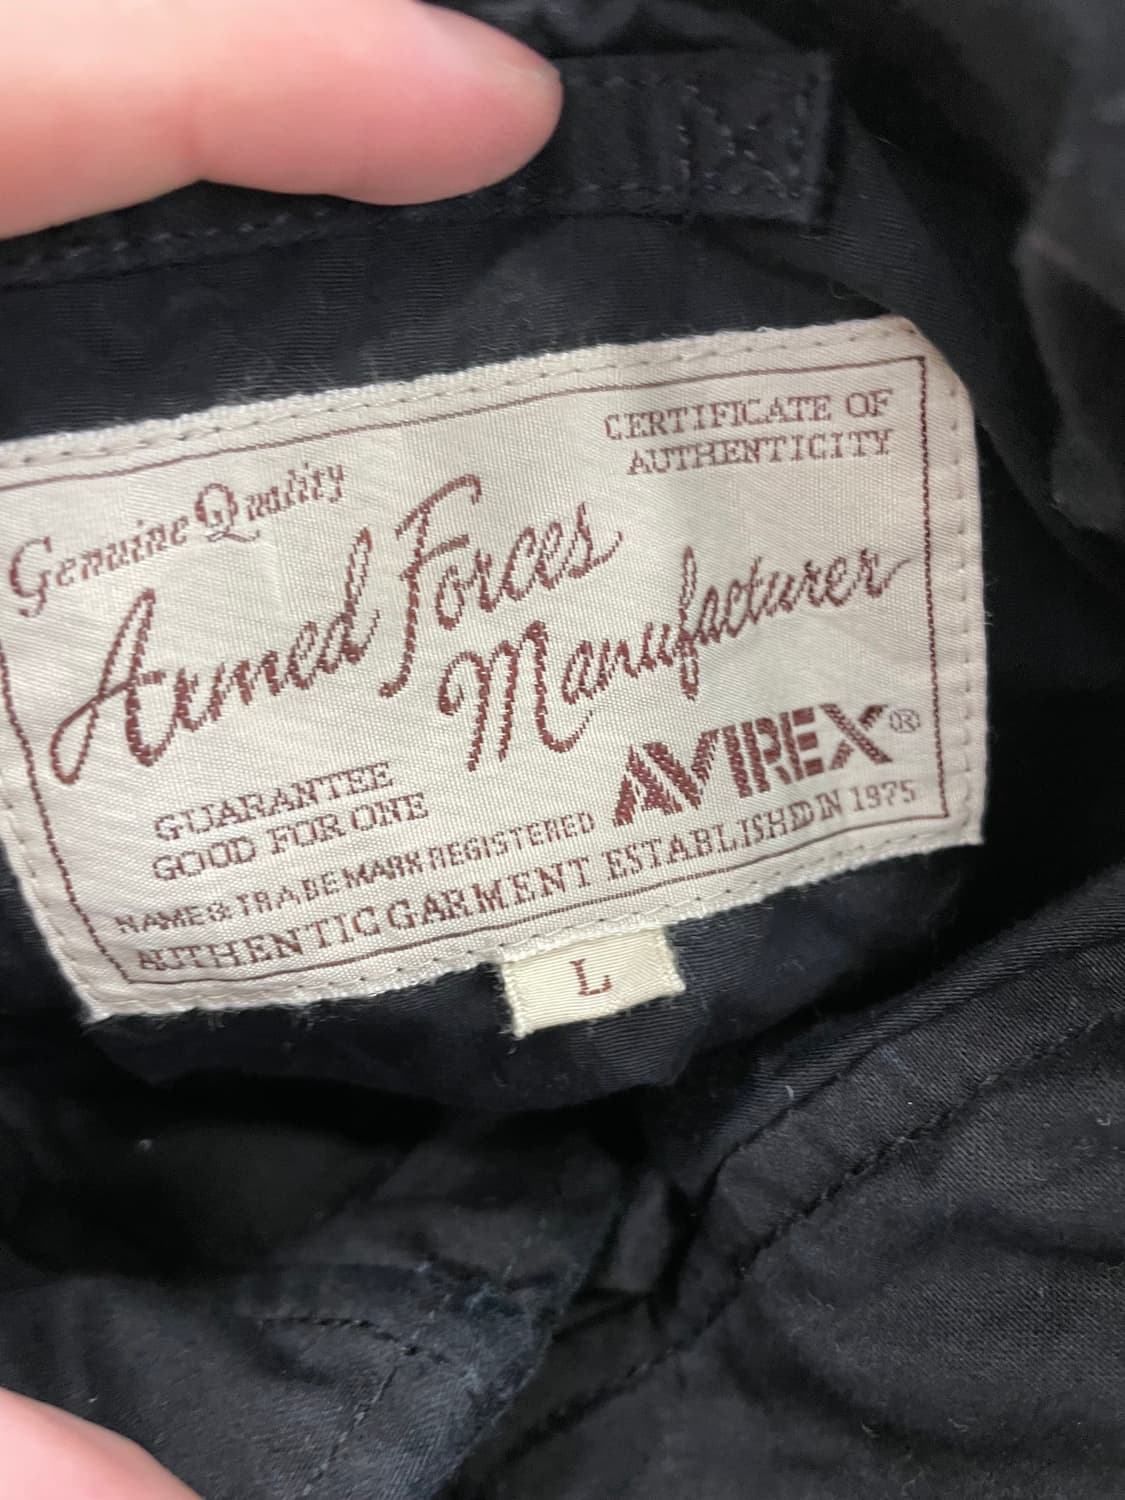 CERTIFICATE OF
AUTHENTICITY
Genuine Quality
Armed Forces
Manufacturer
AVIREX®
GUARANTEE
GOOD FOR ONE
NAME & TRADE MARK REGISTERED
AUTHENTIC GARMENT ESTABLISHED IN 1975
L